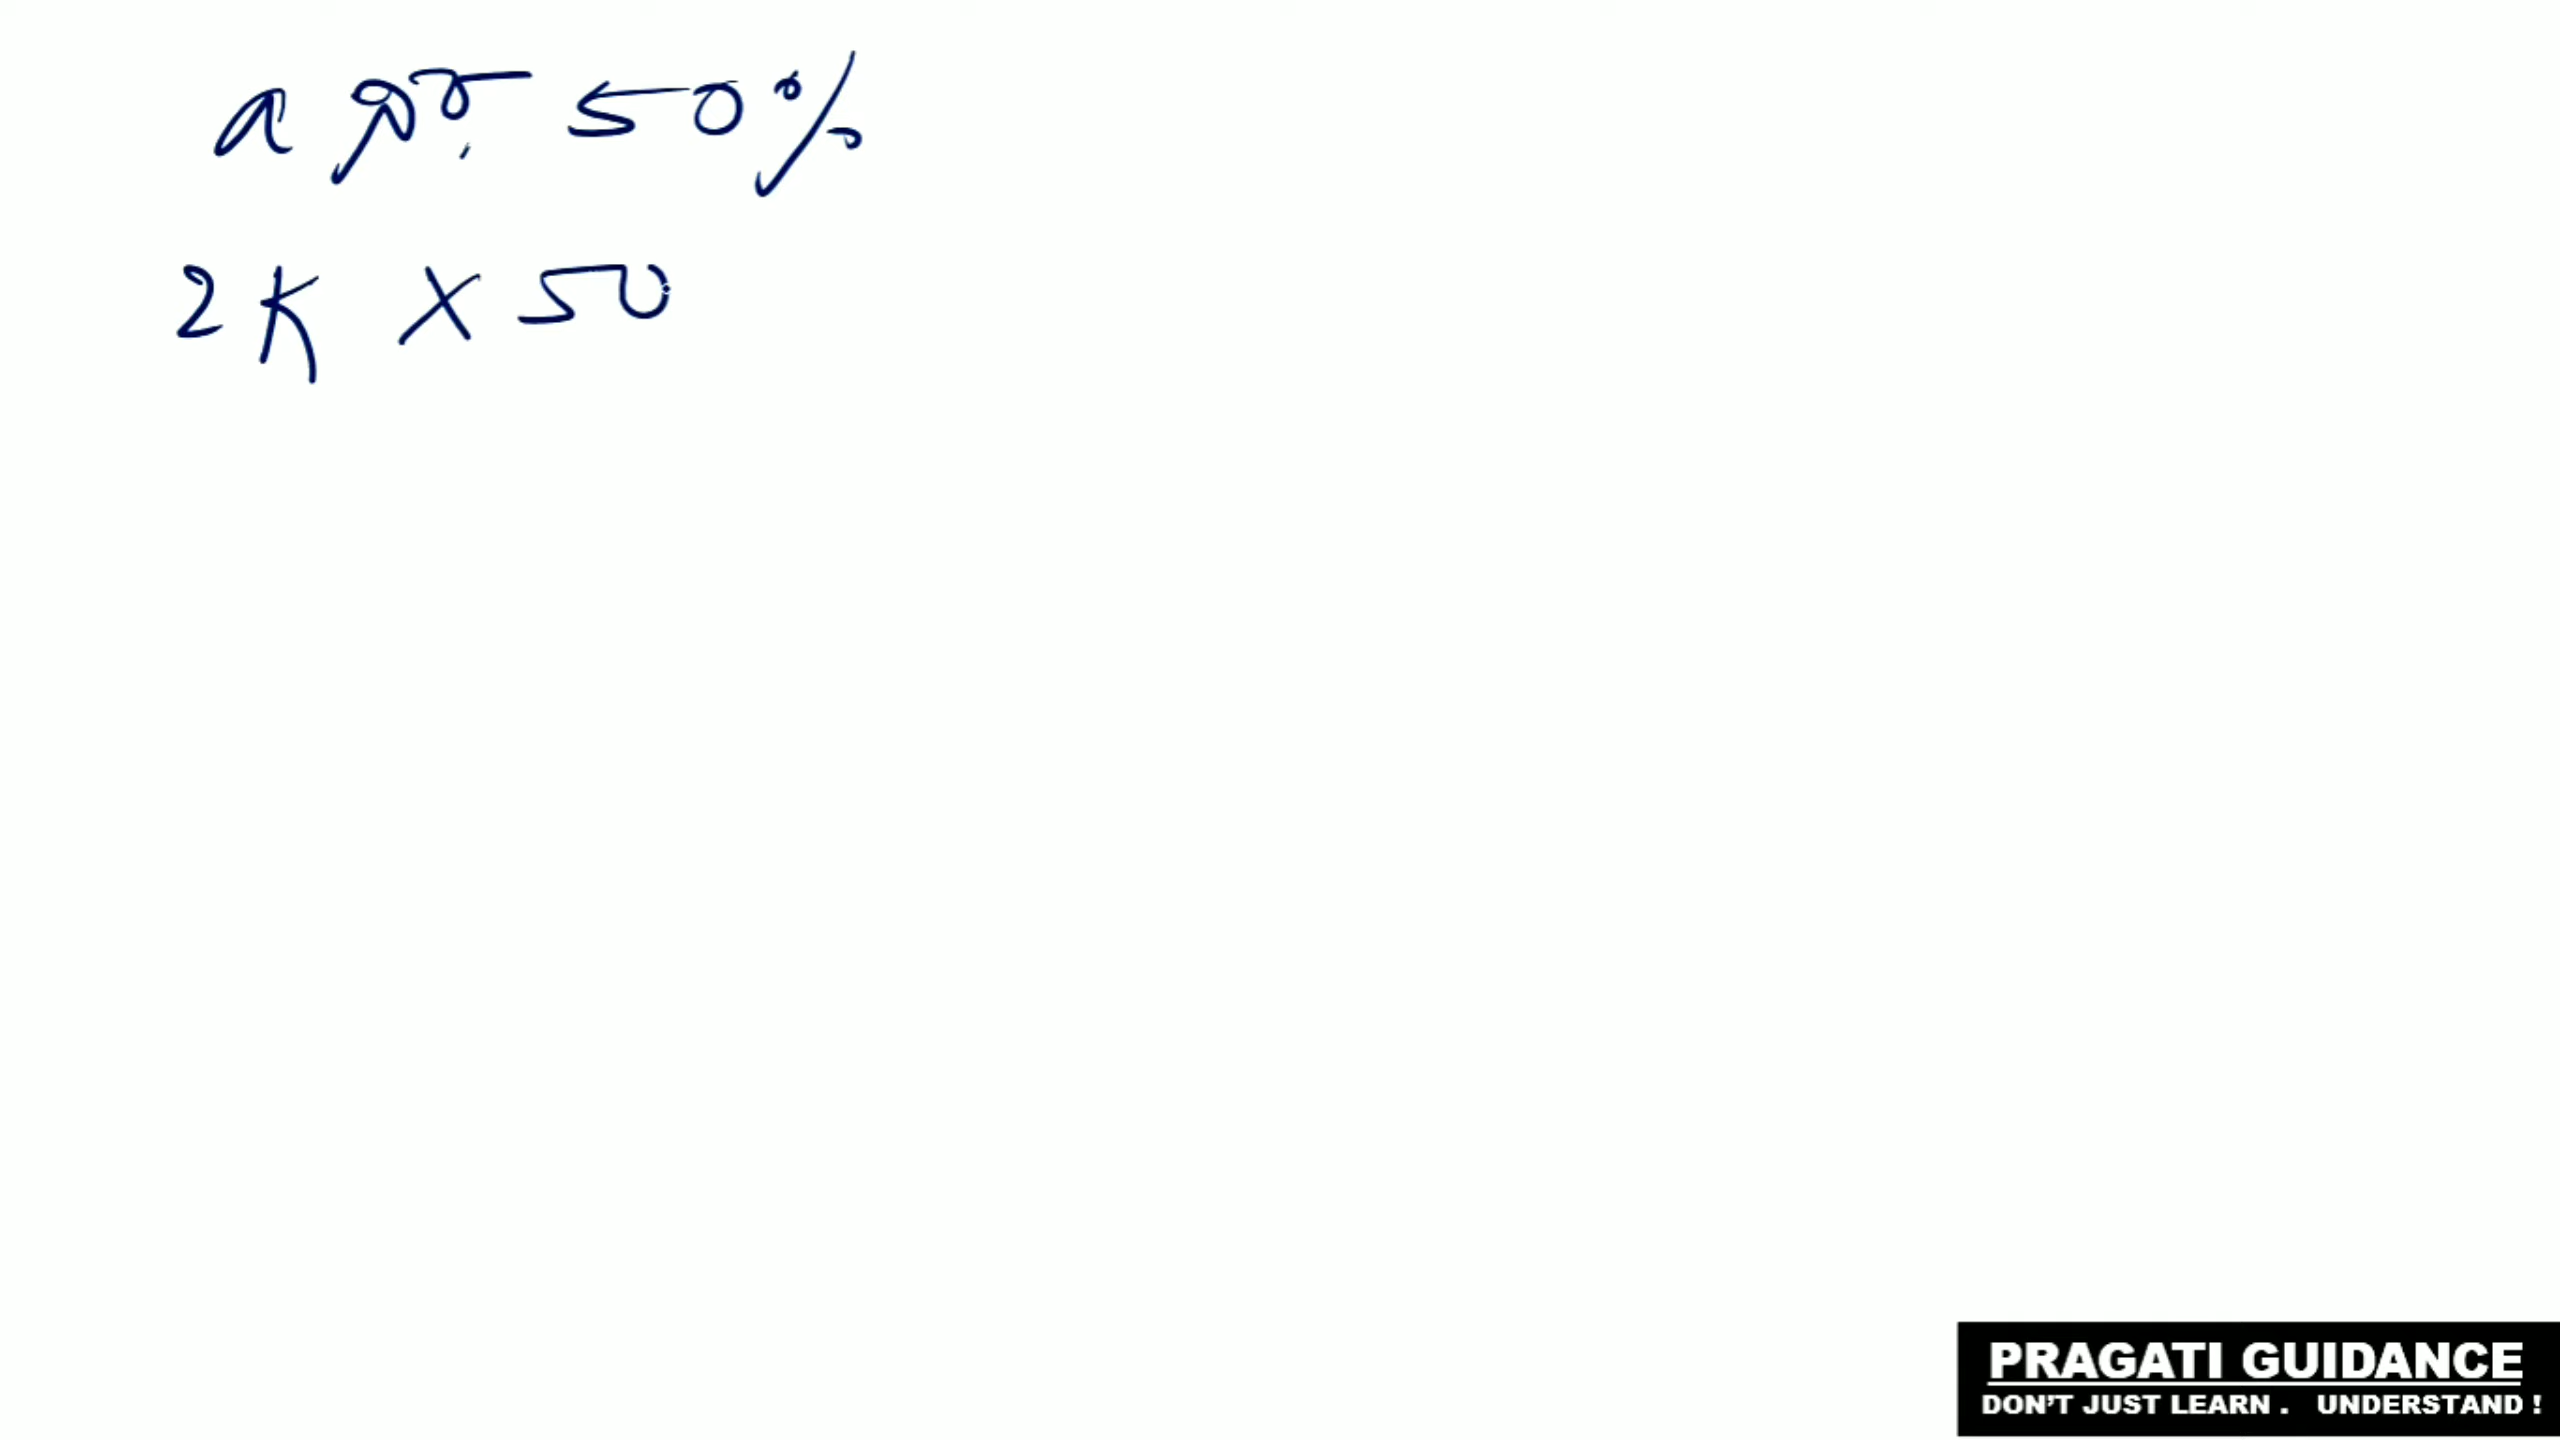 a 50%
2K X 50
PRAGATI GUIDANCE
DON'T JUST LEARN . UNDERSTAND !